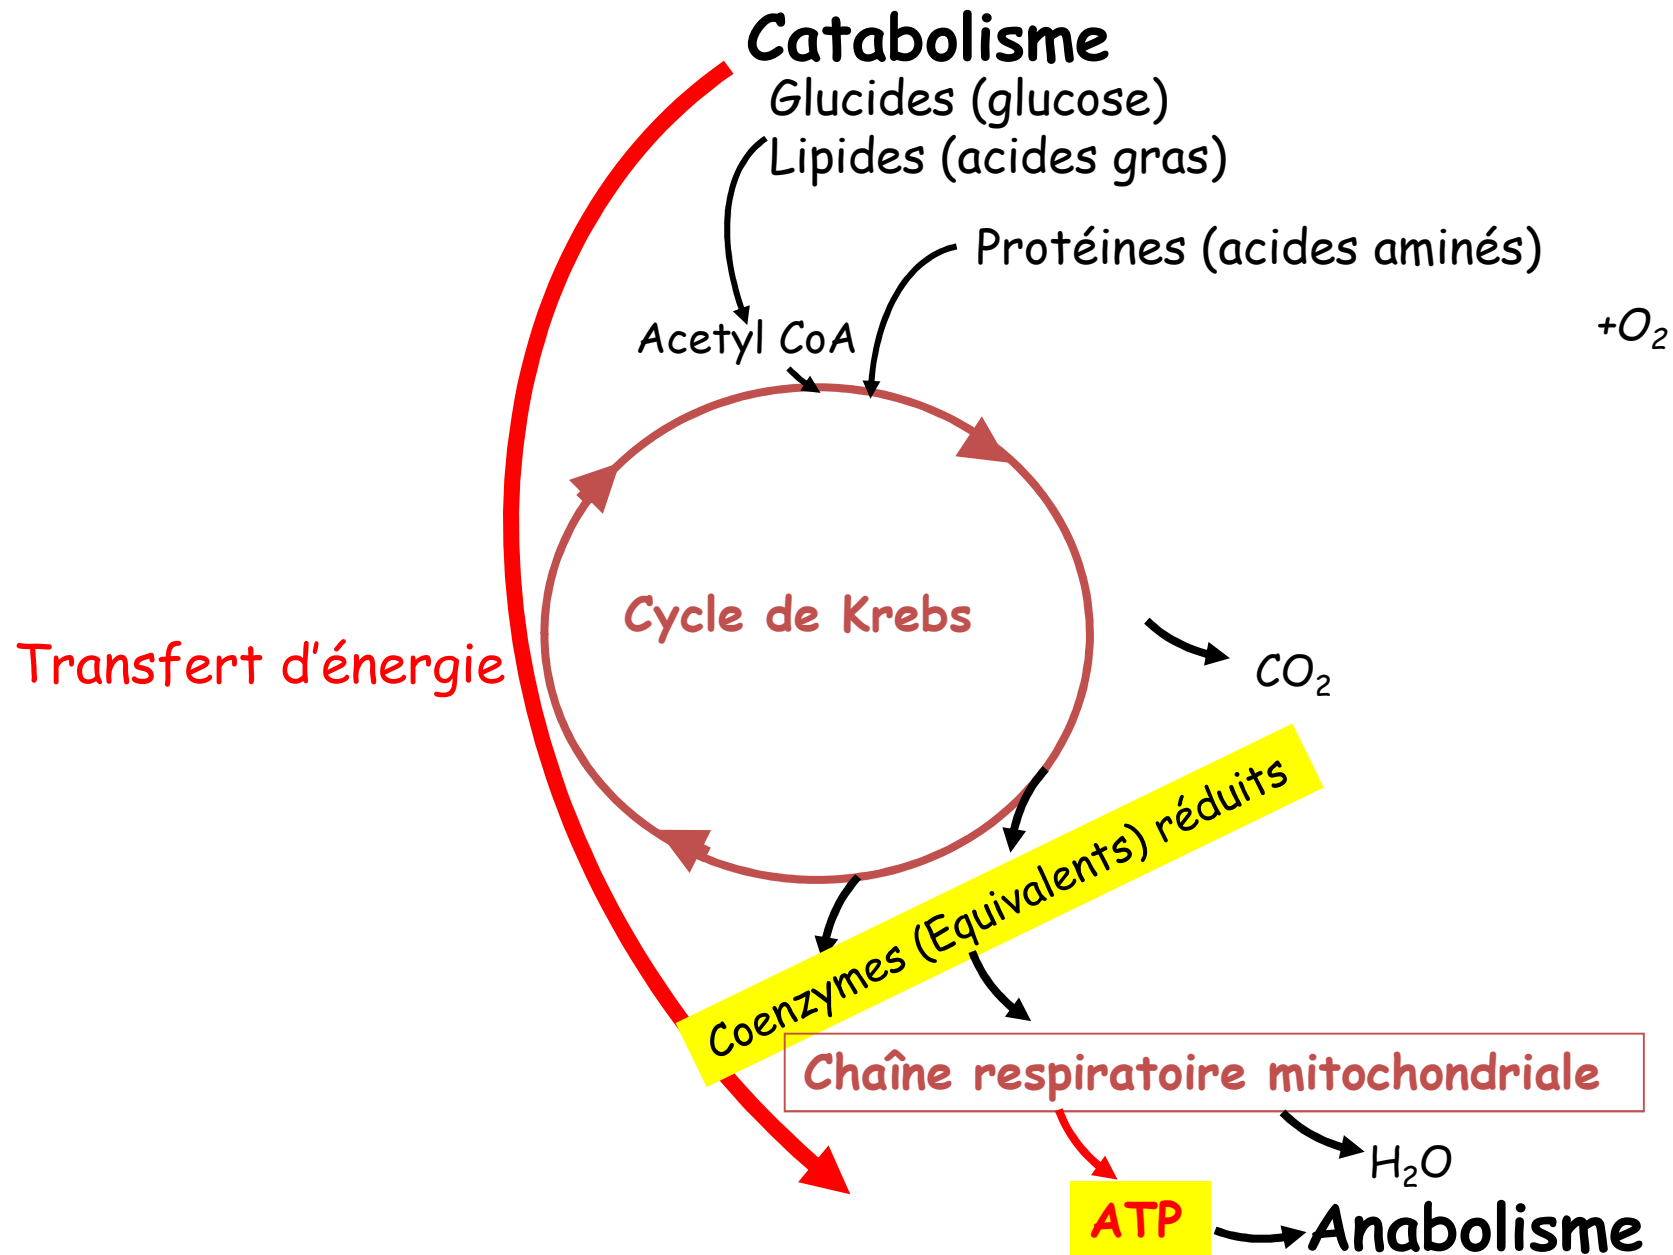 Catabolisme
Glucides (glucose)
Lipides (acides gras)
Protéines (acides aminés)
+O₂
Acetyl CoA
Cycle de Krebs
Transfert d’énergie
CO₂
Coenzymes (Equivalents) réduits
Chaîne respiratoire mitochondriale
H₂O
ATP
Anabolisme